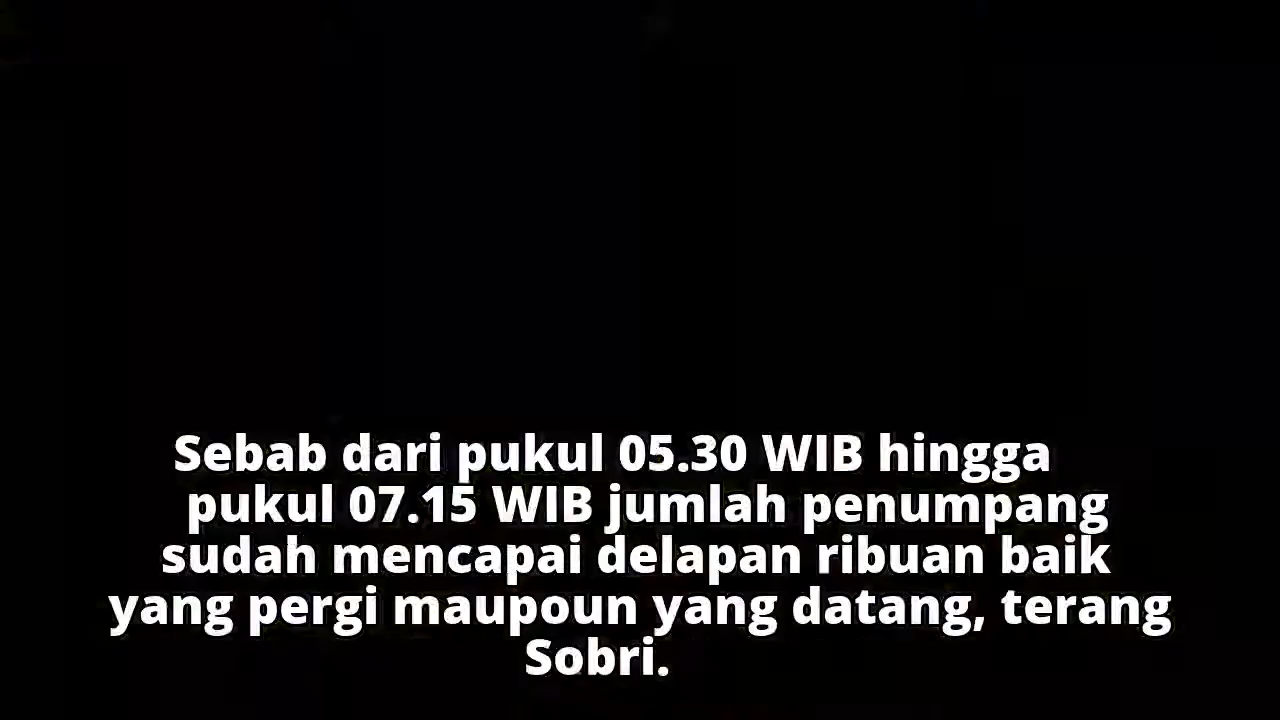 Sebab dari pukul 05.30 WIB hingga
pukul 07.15 WIB jumlah penumpang
sudah mencapai delapan ribuan baik
yang pergi maupoun yang datang, terang
Sobri.